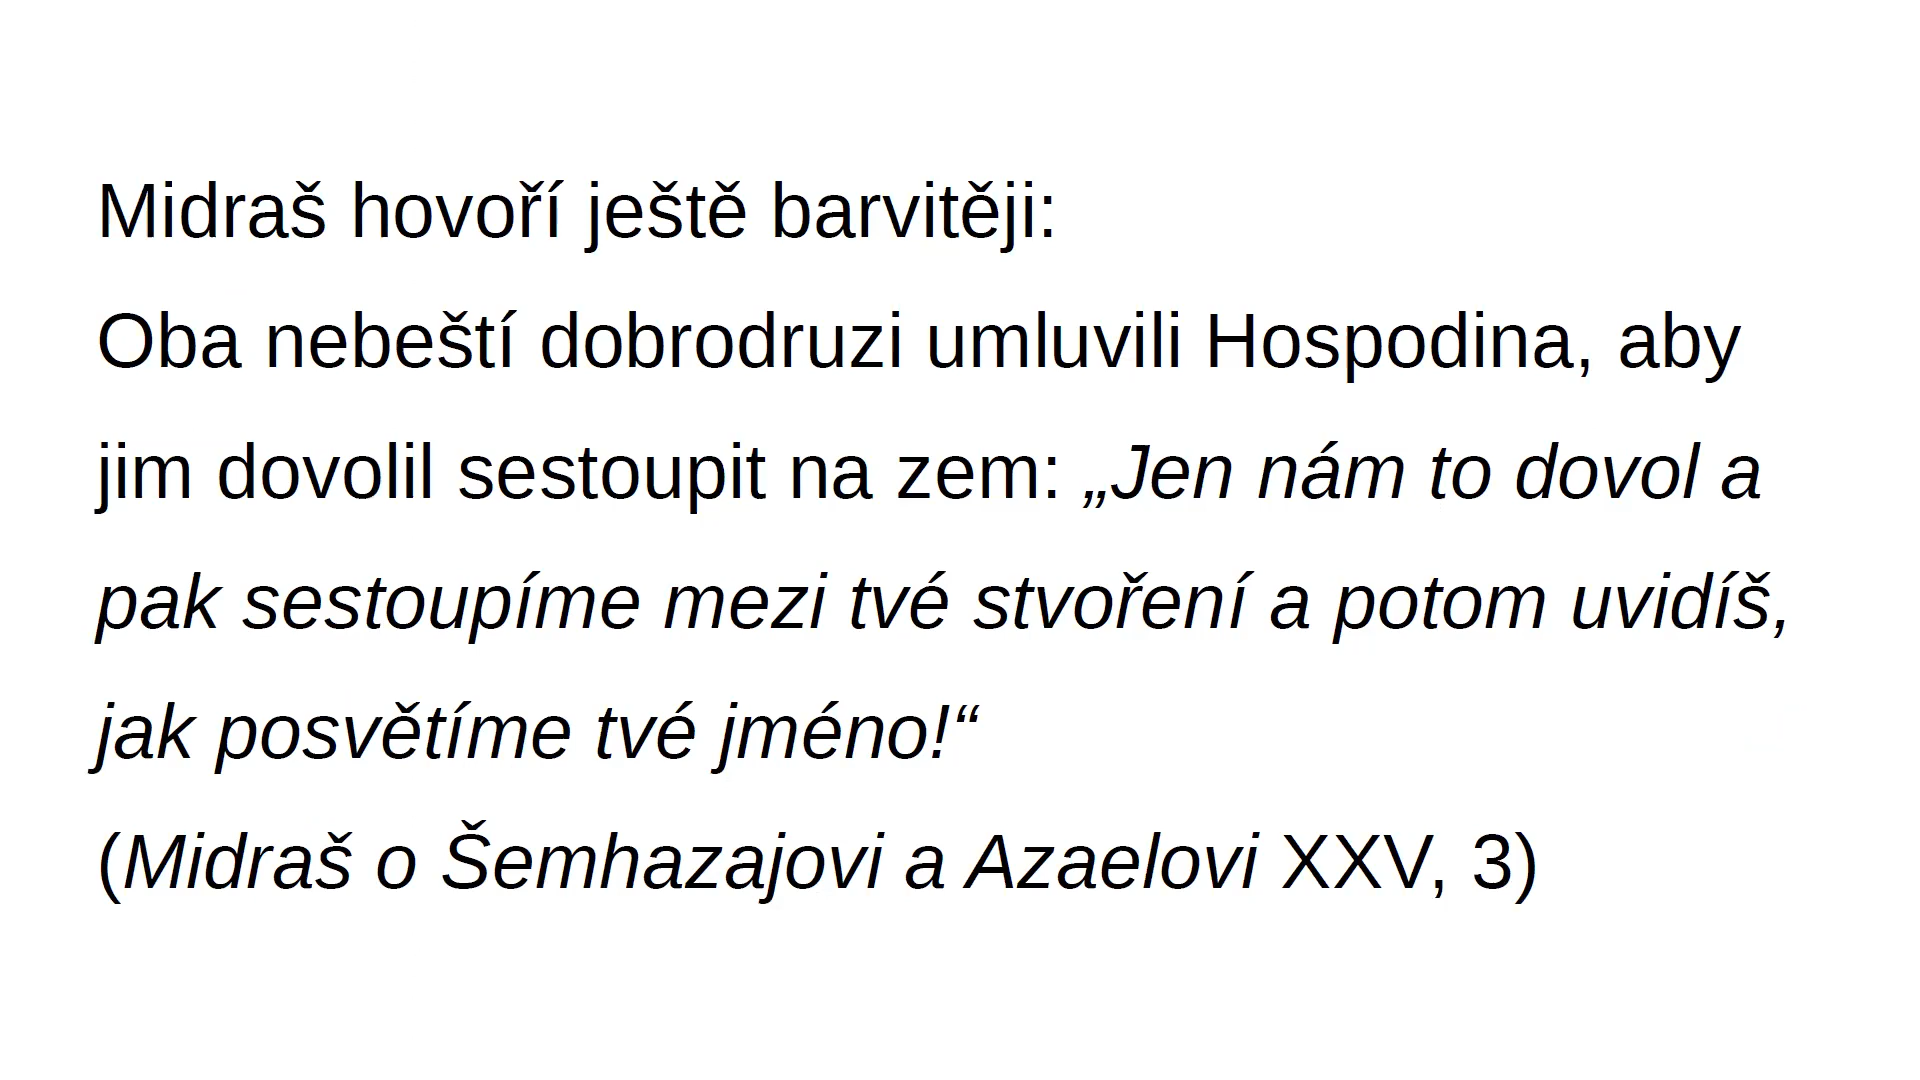 Midraš hovoří ještě barvitěji:
Oba nebeští dobrodruzi umluvili Hospodina, aby
jim dovolil sestoupit na zem: „Jen nám to dovol a
pak sestoupíme mezi tvé stvoření a potom uvidíš,
jak posvětíme tvé jméno!“
(Midraš o Šemhazajovi a Azaelovi XXV, 3)